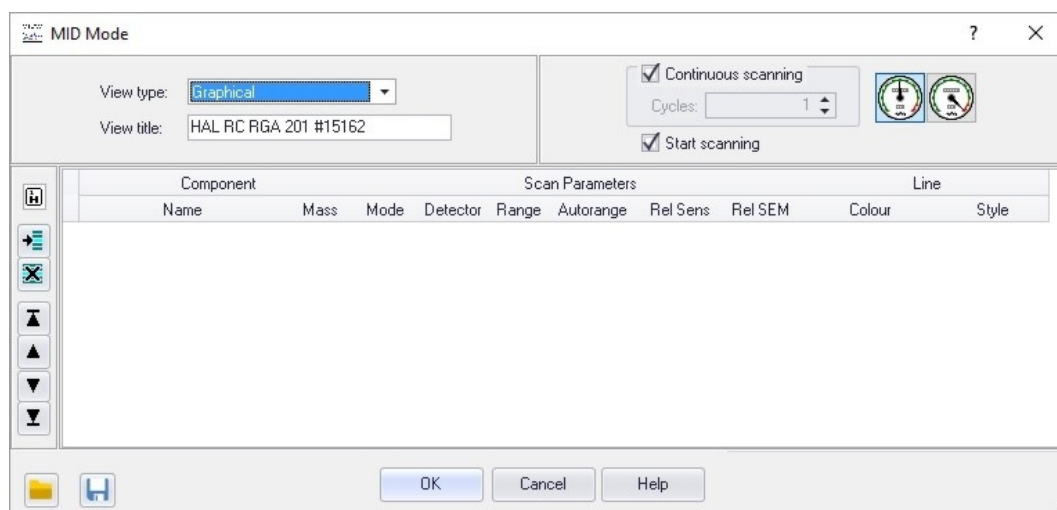 MID Mode
?
View type: Graphical
View title: HAL RC RGA 201 #15162
Continuous scanning
Cycles: 1
Start scanning
Component Scan Parameters Line
Name Mass Mode Detector Range Autorange Rel Sens Rel SEM Colour Style
OK Cancel Help